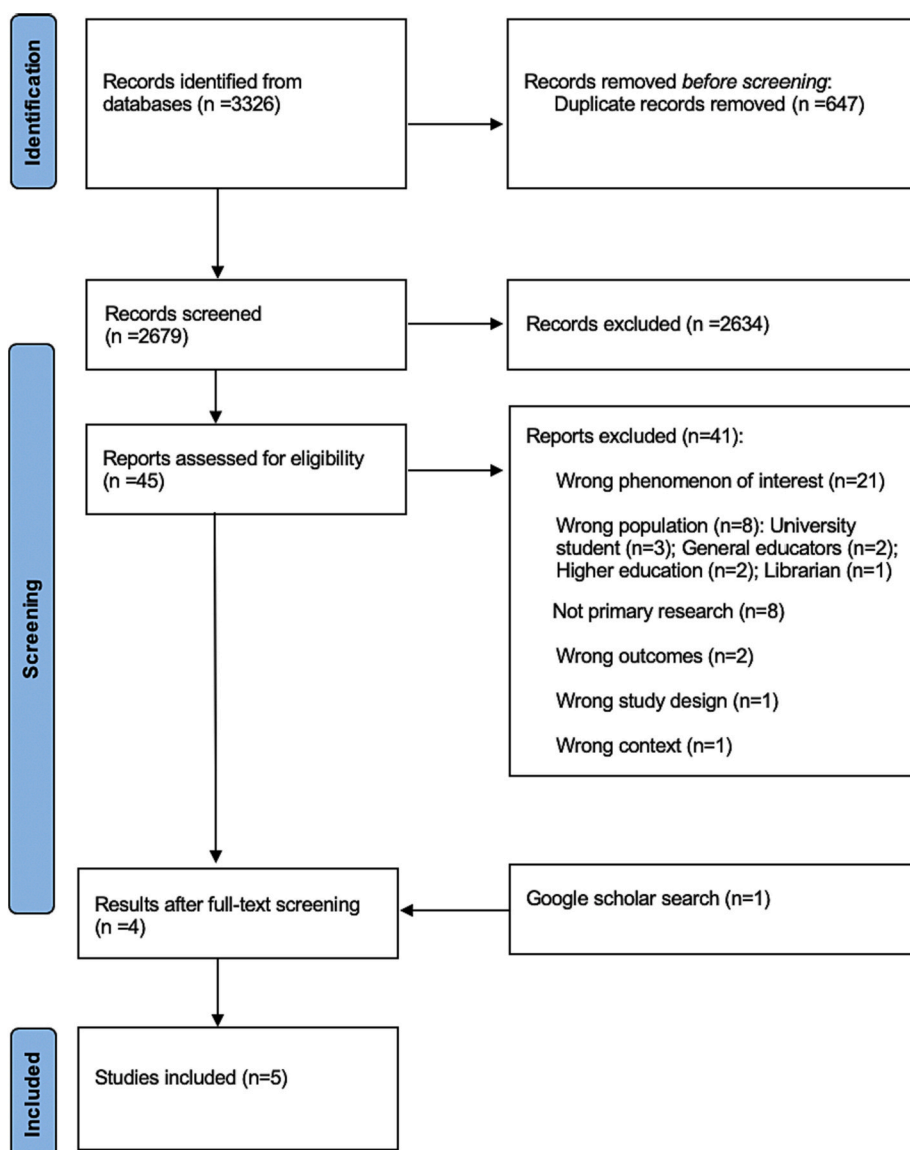 Identification
Records identified from
databases (n =3326)
Records removed before screening:
Duplicate records removed (n =647)
Screening
Records screened
(n =2679)
Records excluded (n =2634)
Reports assessed for eligibility
(n =45)
Reports excluded (n=41):
Wrong phenomenon of interest (n=21)
Wrong population (n=8): University
student (n=3); General educators (n=2);
Higher education (n=2); Librarian (n=1)
Not primary research (n=8)
Wrong outcomes (n=2)
Wrong study design (n=1)
Wrong context (n=1)
Results after full-text screening
(n =4)
Google scholar search (n=1)
Included
Studies included (n=5)